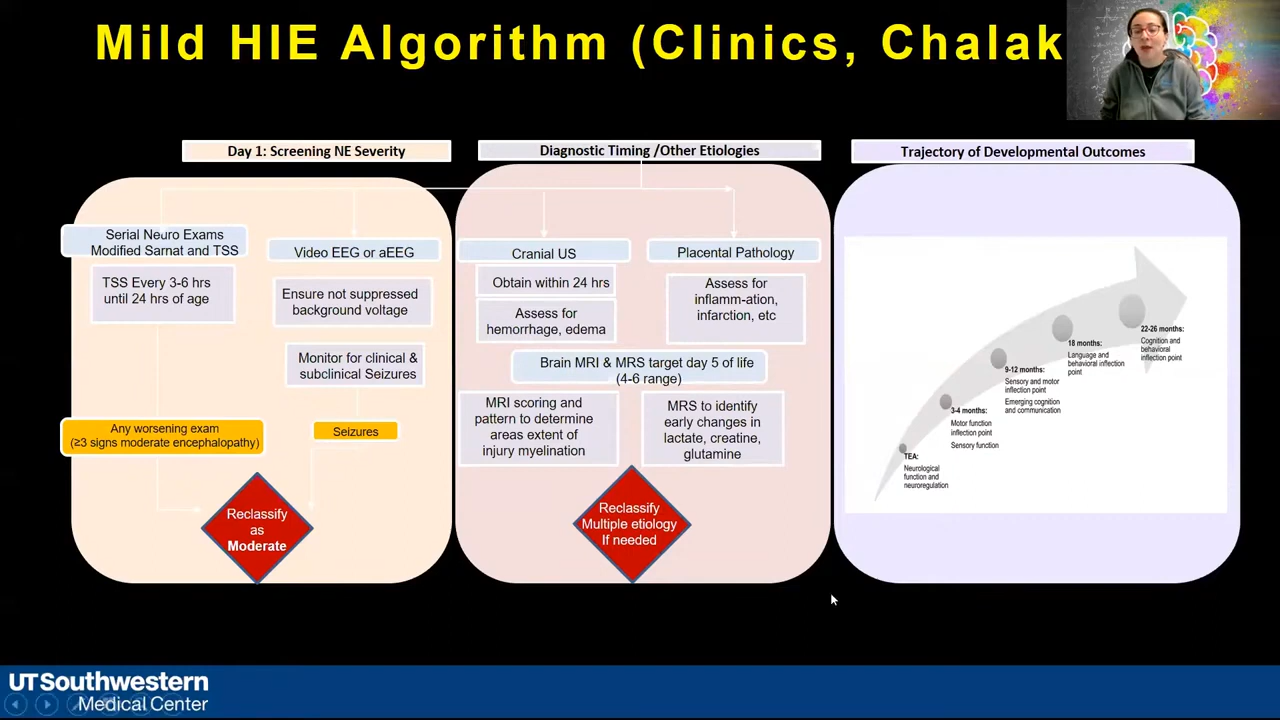 Mild HIE Algorithm (Clinics, Chalak
Day 1: Screening NE Severity
Serial Neuro Exams
Modified Sarnat and TSS
TSS Every 3-6 hrs
until 24 hrs of age
Any worsening exam
(≥3 signs moderate encephalopathy)
Video EEG or aEEG
Ensure not suppressed
background voltage
Monitor for clinical &
subclinical Seizures
Seizures
Reclassify
as
Moderate
Diagnostic Timing /Other Etiologies
Cranial US
Obtain within 24 hrs
Assess for
hemorrhage, edema
Placental Pathology
Assess for
inflamm-ation,
infarction, etc
Brain MRI & MRS target day 5 of life
(4-6 range)
MRI scoring and
pattern to determine
areas extent of
injury myelination
MRS to identify
early changes in
lactate, creatine,
glutamine
Reclassify
Multiple etiology
If needed
Trajectory of Developmental Outcomes
TEA:
Neurological
function and
neuroregulation
3-4 months:
Motor function
inflection point
Sensory function
9-12 months:
Sensory and motor
inflection point
Emerging cognition
and communication
18 months:
Language and
behavioral inflection
point
22-26 months:
Cognition and
behavioral
inflection point
UTSouthwestern
Medical Center